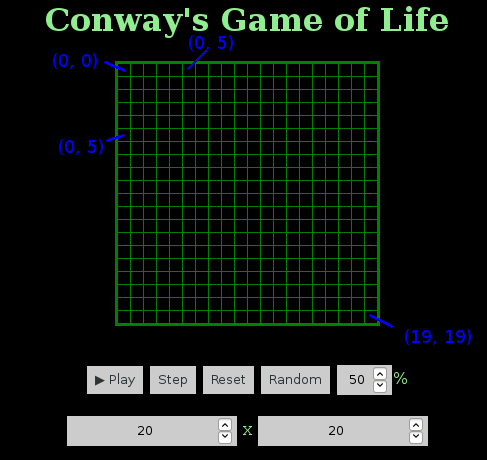 Conway's Game of Life
(0, 5)
(0, 0)
(0, 5)
(19, 19)
▶ Play Step Reset Random 50 %
20 x 20